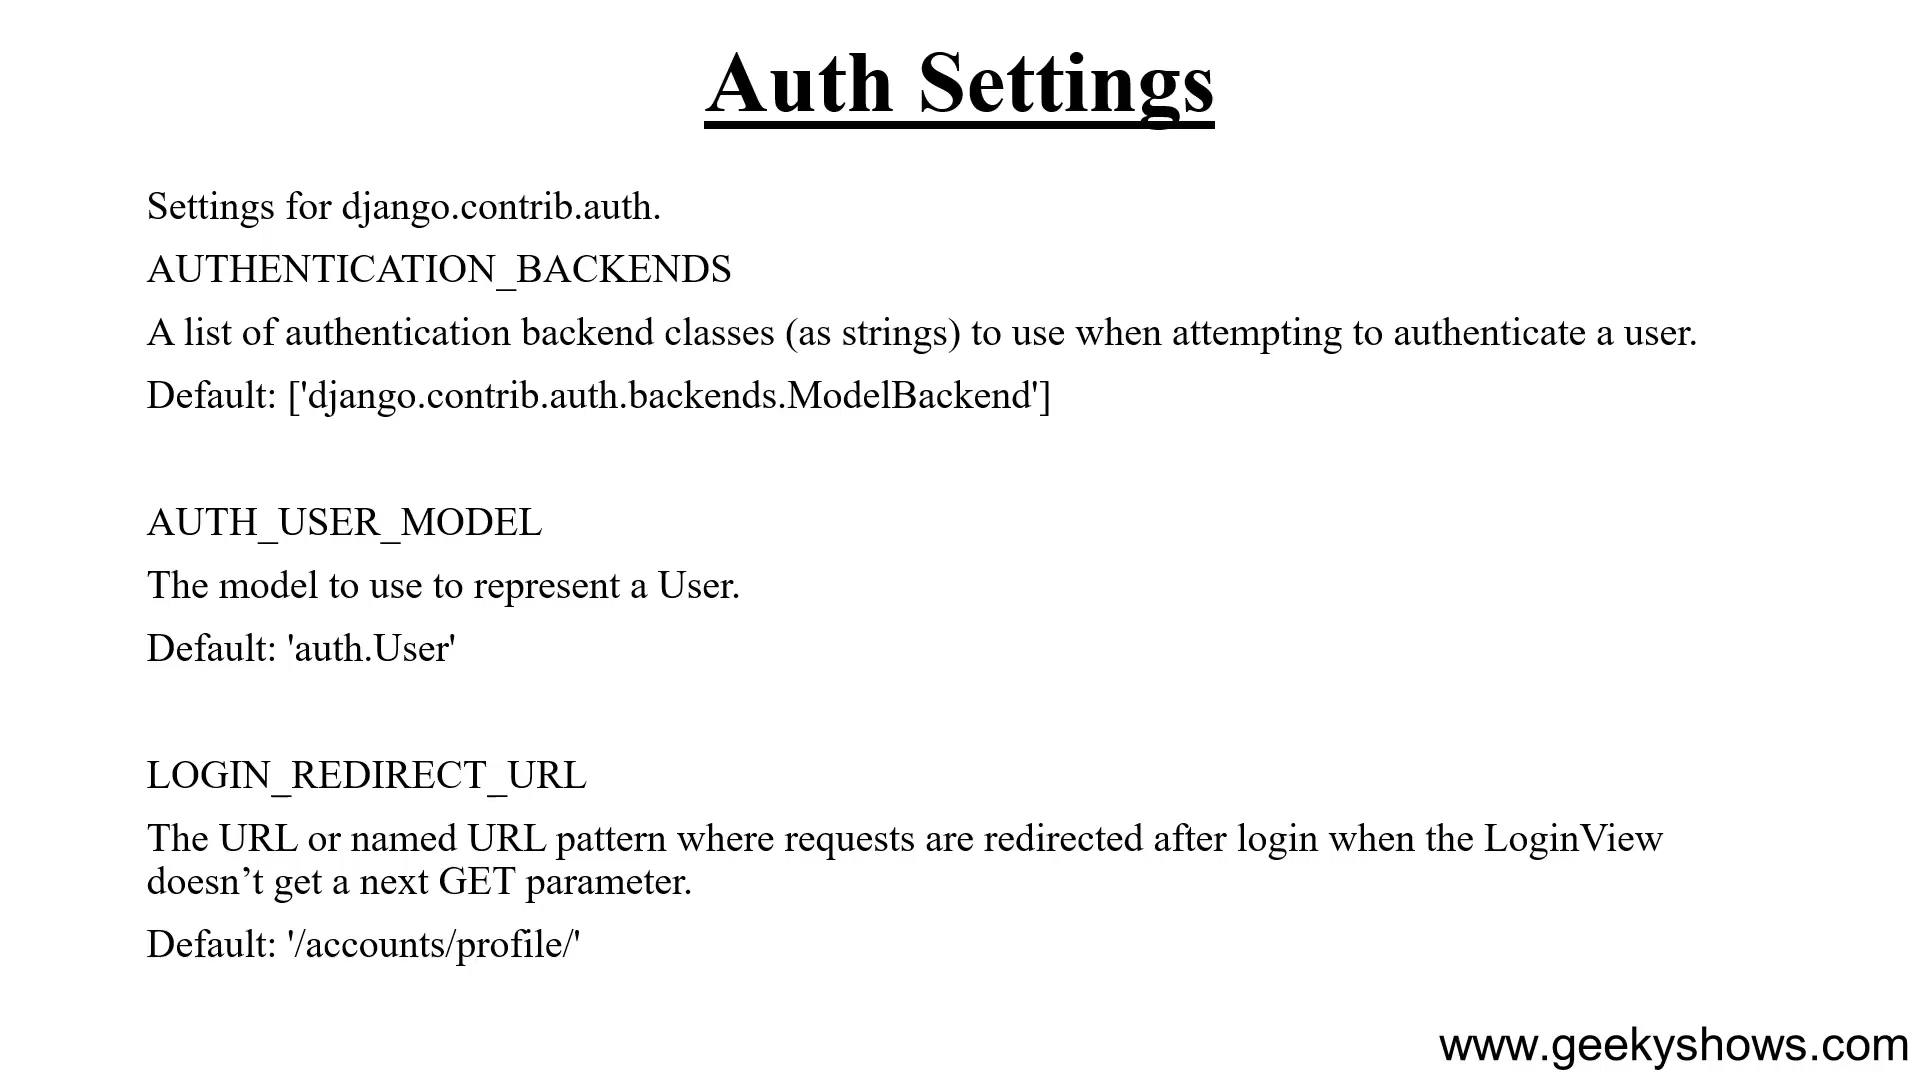 Auth Settings
Settings for django.contrib.auth.
AUTHENTICATION_BACKENDS
A list of authentication backend classes (as strings) to use when attempting to authenticate a user.
Default: ['django.contrib.auth.backends.ModelBackend']
AUTH_USER_MODEL
The model to use to represent a User.
Default: 'auth.User'
LOGIN_REDIRECT_URL
The URL or named URL pattern where requests are redirected after login when the LoginView
doesn’t get a next GET parameter.
Default: '/accounts/profile/'
www.geekyshows.com